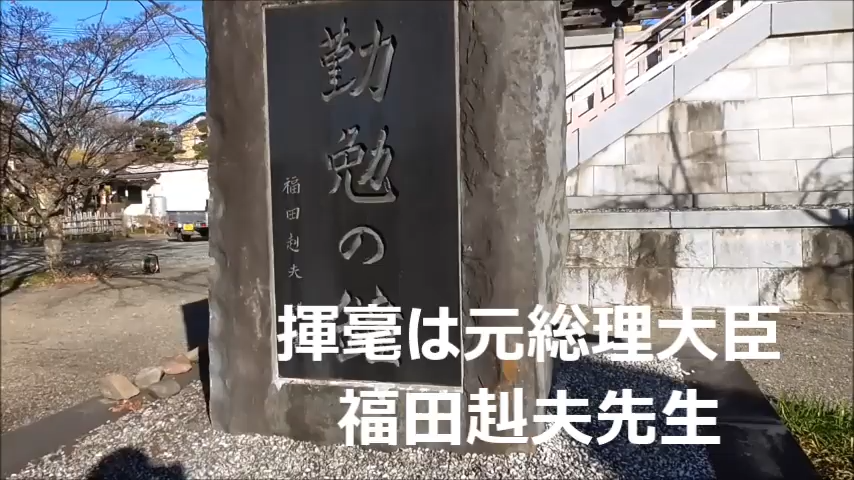 勤勉の
福田赳夫
揮毫は元総理大臣
福田赳夫先生